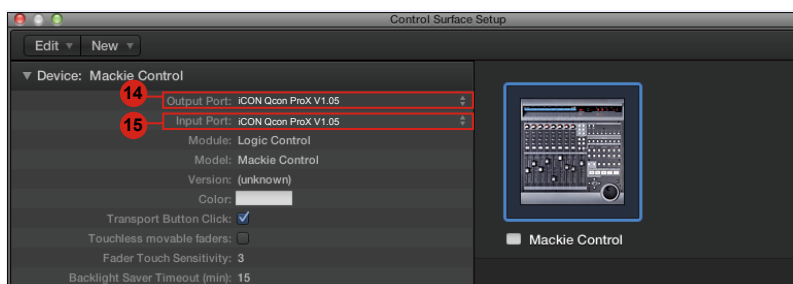 Control Surface Setup
Edit New
Device: Mackie Control
14 Output Port: iCON Qcon ProX V1.05
15 Input Port: iCON Qcon ProX V1.05
Module: Logic Control
Model: Mackie Control
Version: (unknown)
Color:
Transport Button Click:
Touchless movable faders:
Fader Touch Sensitivity: 3
Backlight Saver Timeout (min): 15
Mackie Control